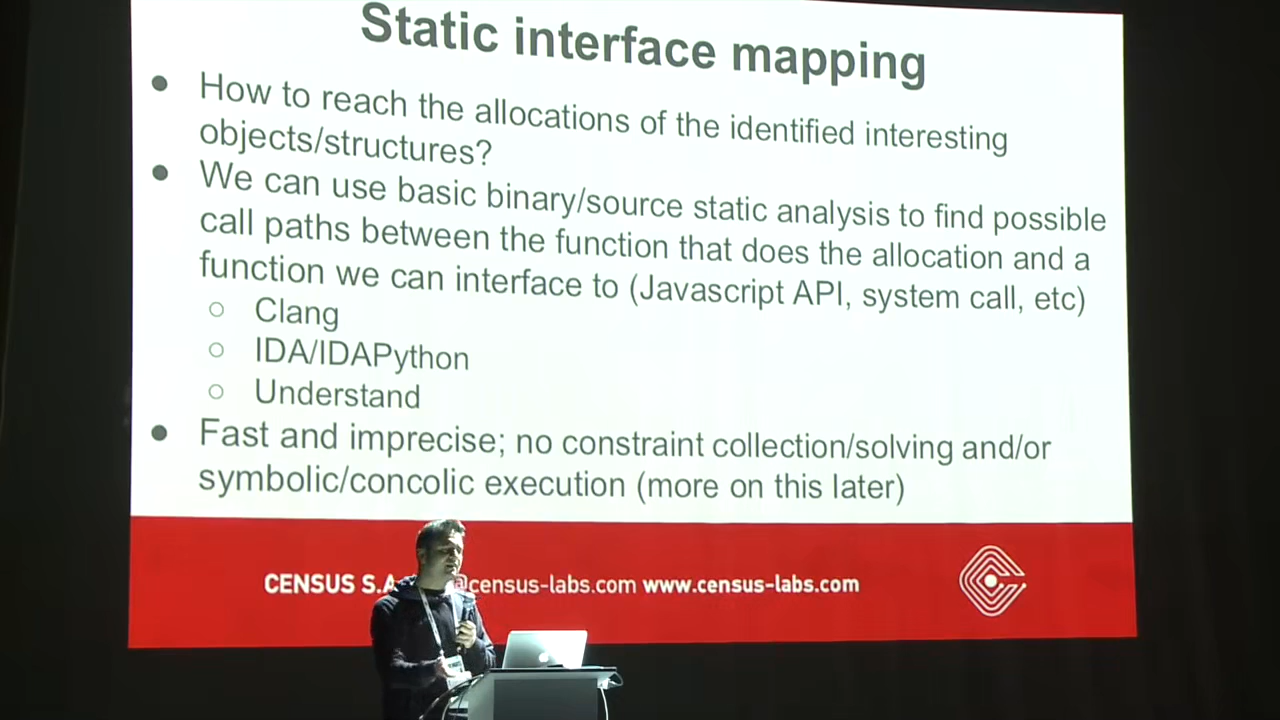 Static interface mapping
How to reach the allocations of the identified interesting
objects/structures?
We can use basic binary/source static analysis to find possible
call paths between the function that does the allocation and a
function we can interface to (Javascript API, system call, etc)
Clang
IDA/IDAPython
Understand
Fast and imprecise; no constraint collection/solving and/or
symbolic/concolic execution (more on this later)
CENSUS @census-labs.com www.census-labs.com